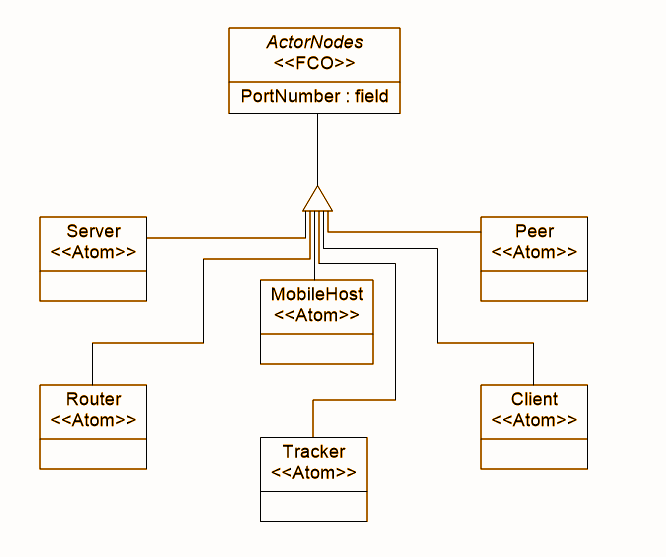 ActorNodes
<<FCO>>
PortNumber : field
Server
<<Atom>>
Peer
<<Atom>>
MobileHost
<<Atom>>
Router
<<Atom>>
Client
<<Atom>>
Tracker
<<Atom>>